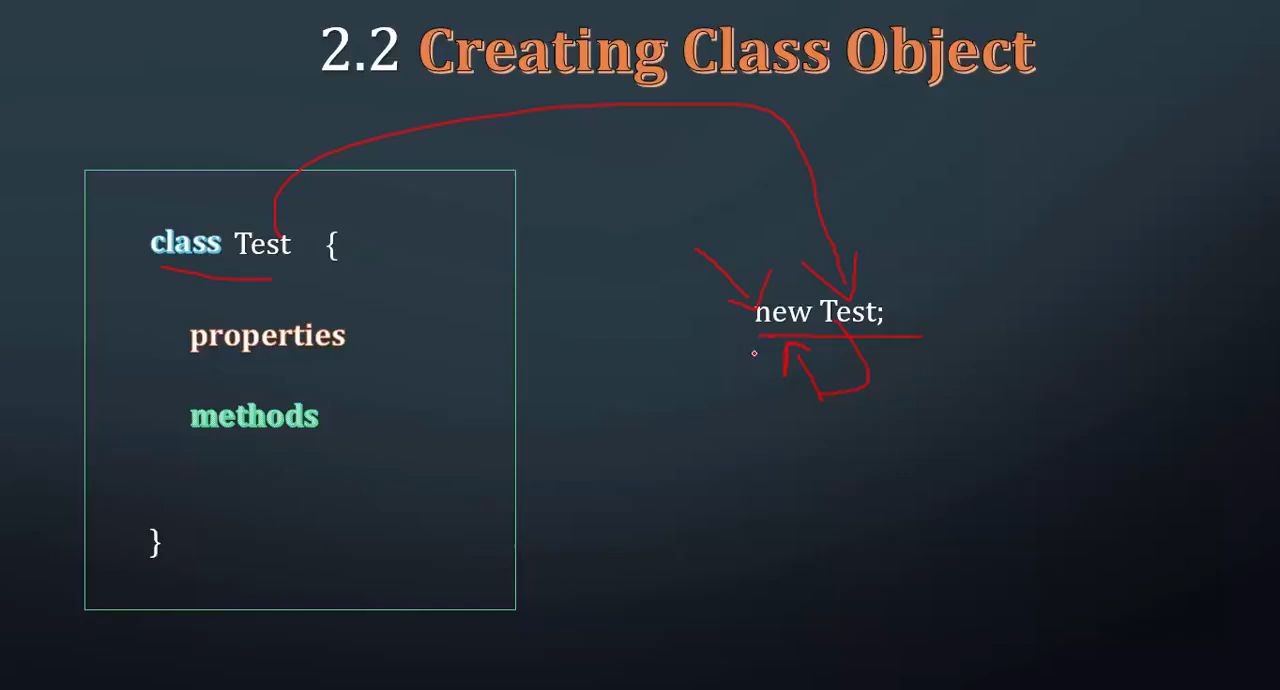 2.2 Creating Class Object
class Test {
properties
methods
}
new Test;